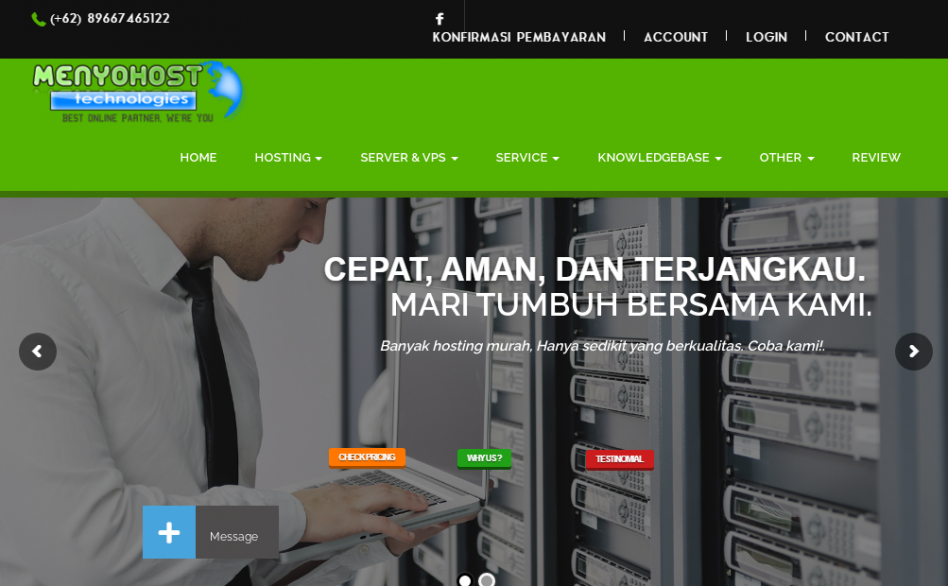 (+62) 89667465122
KONFIRMASI PEMBAYARAN
ACCOUNT
LOGIN
CONTACT
MENYOHOST
technologies
BEST ONLINE PARTNER, WE'RE YOU
HOME
HOSTING
SERVER & VPS
SERVICE
KNOWLEDGEBASE
OTHER
REVIEW
CEPAT, AMAN, DAN TERJANGKAU.
MARI TUMBUH BERSAMA KAMI.
Banyak hosting murah, Hanya sedikit yang berkualitas. Coba kami!.
CHECK PRICING
WHY US ?
TESTINOMIAL
Message